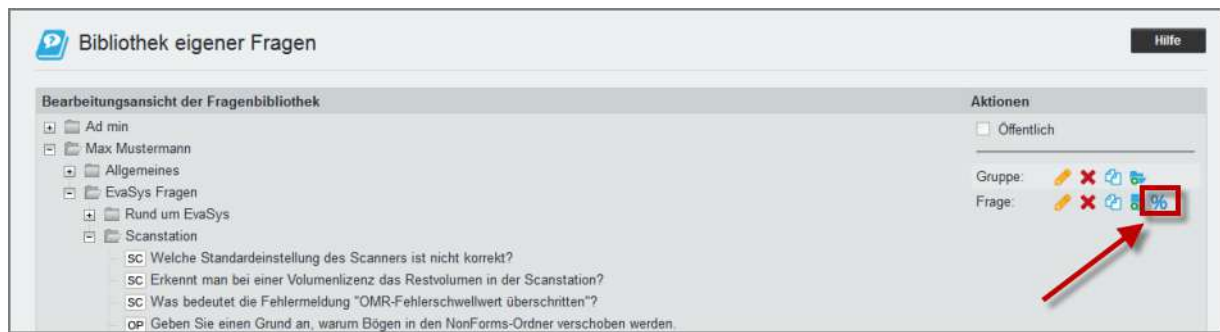 Bibliothek eigener Fragen
Hilfe
Bearbeitungsansicht der Fragenbibliothek
Aktionen
Ad min
Öffentlich
Max Mustermann
Allgemeines
Gruppe:
EvaSys Fragen
Frage:
%
Rund um EvaSys
Scanstation
SC Welche Standardeinstellung des Scanners ist nicht korrekt?
SC Erkennt man bei einer Volumenlizenz das Restvolumen in der Scanstation?
SC Was bedeutet die Fehlermeldung "OMR-Fehlerschwellwert überschritten"?
OP Geben Sie einen Grund an, warum Bögen in den NonForms-Ordner verschoben werden.